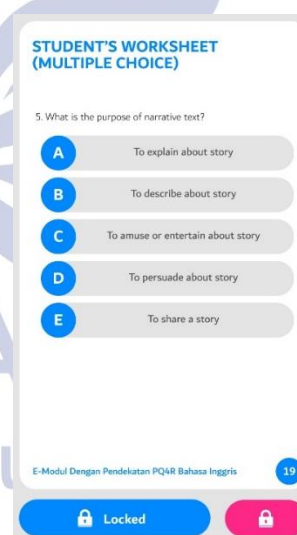 STUDENT'S WORKSHEET
(MULTIPLE CHOICE)
5. What is the purpose of narrative text?
A To explain about story
B To describe about story
C To amuse or entertain about story
D To persuade about story
E To share a story
E-Modul Dengan Pendekatan PQ4R Bahasa Inggris 19
Locked